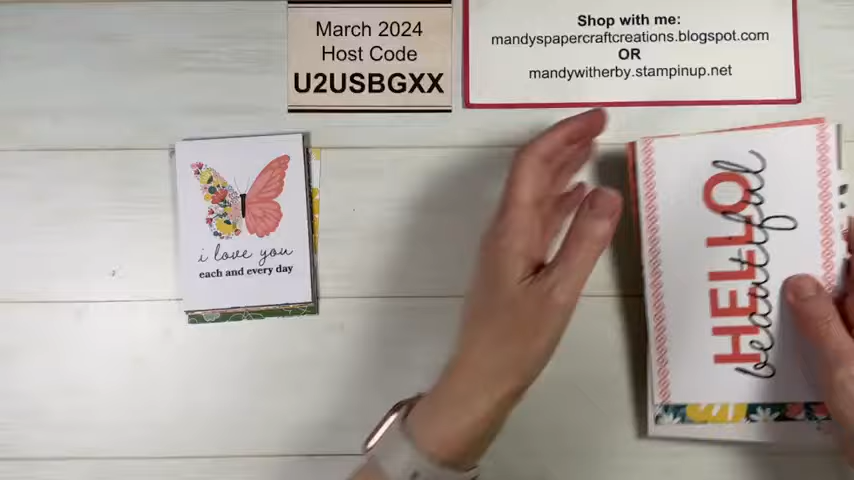 March 2024
Host Code
U2USBGXX
Shop with me:
mandyspapercraftcreations.blogspot.com
OR
mandywitherby.stampinup.net
i love you
each and every day
HELLO
beautiful